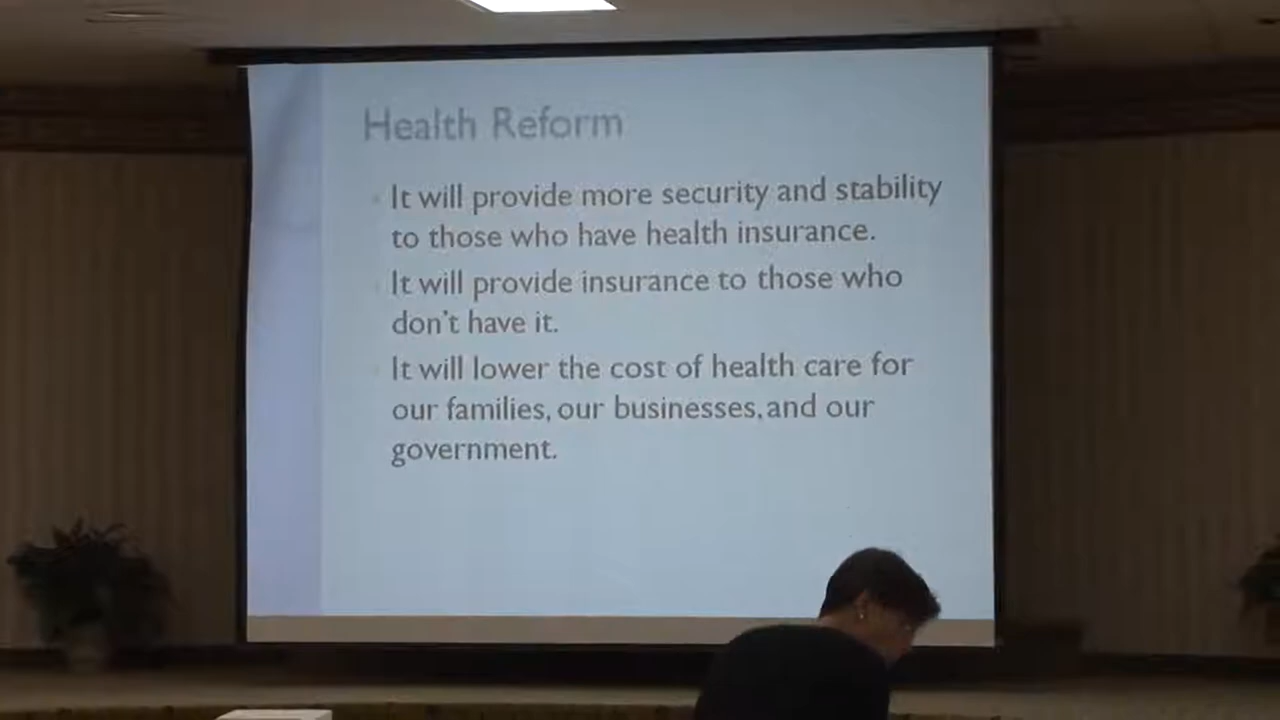 Health Reform
It will provide more security and stability
to those who have health insurance.
It will provide insurance to those who
don't have it.
It will lower the cost of health care for
our families, our businesses, and our
government.